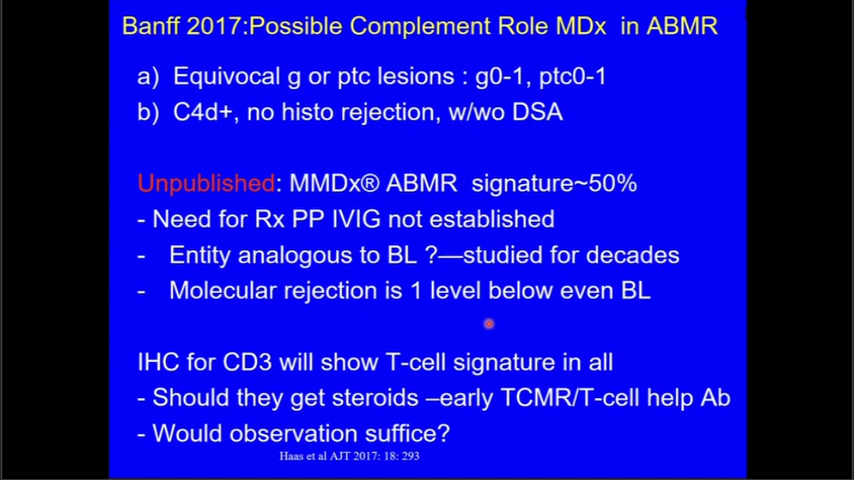 Banff 2017:Possible Complement Role MDx in ABMR
a) Equivocal g or ptc lesions : g0-1, ptc0-1
b) C4d+, no histo rejection, w/wo DSA
Unpublished: MMDx® ABMR signature~50%
- Need for Rx PP IVIG not established
- Entity analogous to BL ?—studied for decades
- Molecular rejection is 1 level below even BL
IHC for CD3 will show T-cell signature in all
- Should they get steroids –early TCMR/T-cell help Ab
- Would observation suffice?
Haas et al AJT 2017: 18: 293